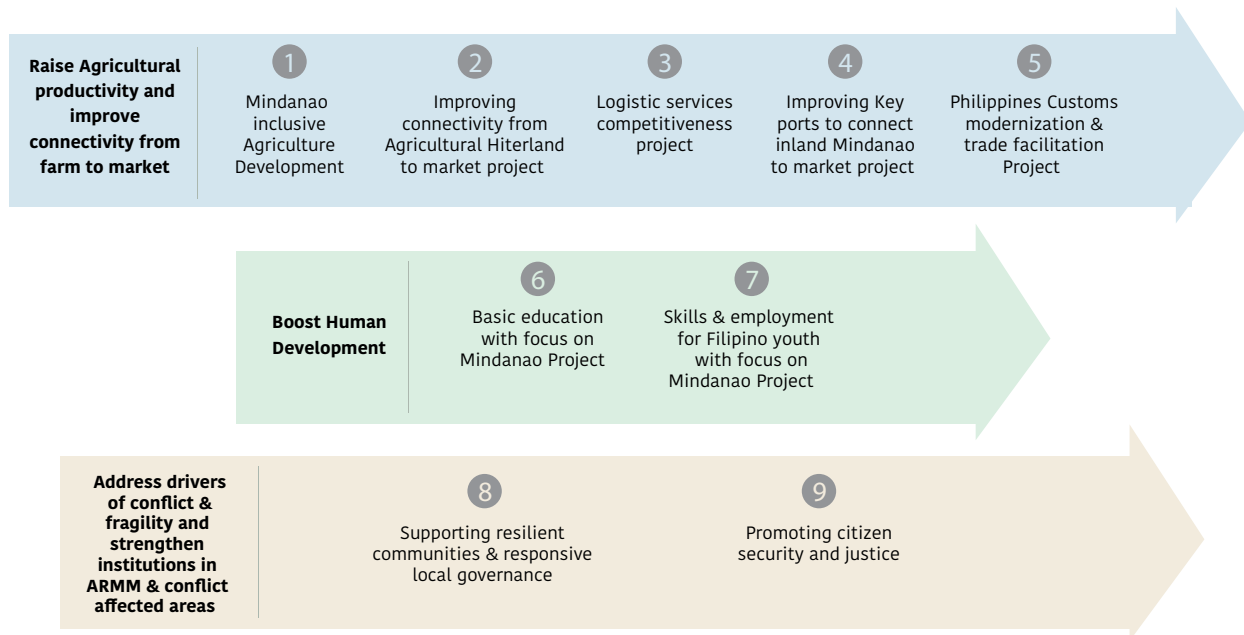 Raise Agricultural
productivity and
improve
connectivity from
farm to market
1
Mindanao
inclusive
Agriculture
Development
2
Improving
connectivity from
Agricultural Hiterland
to market project
3
Logistic services
competitiveness
project
4
Improving Key
ports to connect
inland Mindanao
to market project
5
Philippines Customs
modernization &
trade facilitation
Project
Boost Human
Development
6
Basic education
with focus on
Mindanao Project
7
Skills & employment
for Filipino youth
with focus on
Mindanao Project
Address drivers
of conflict &
fragility and
strengthen
institutions in
ARMM & conflict
affected areas
8
Supporting resilient
communities & responsive
local governance
9
Promoting citizen
security and justice